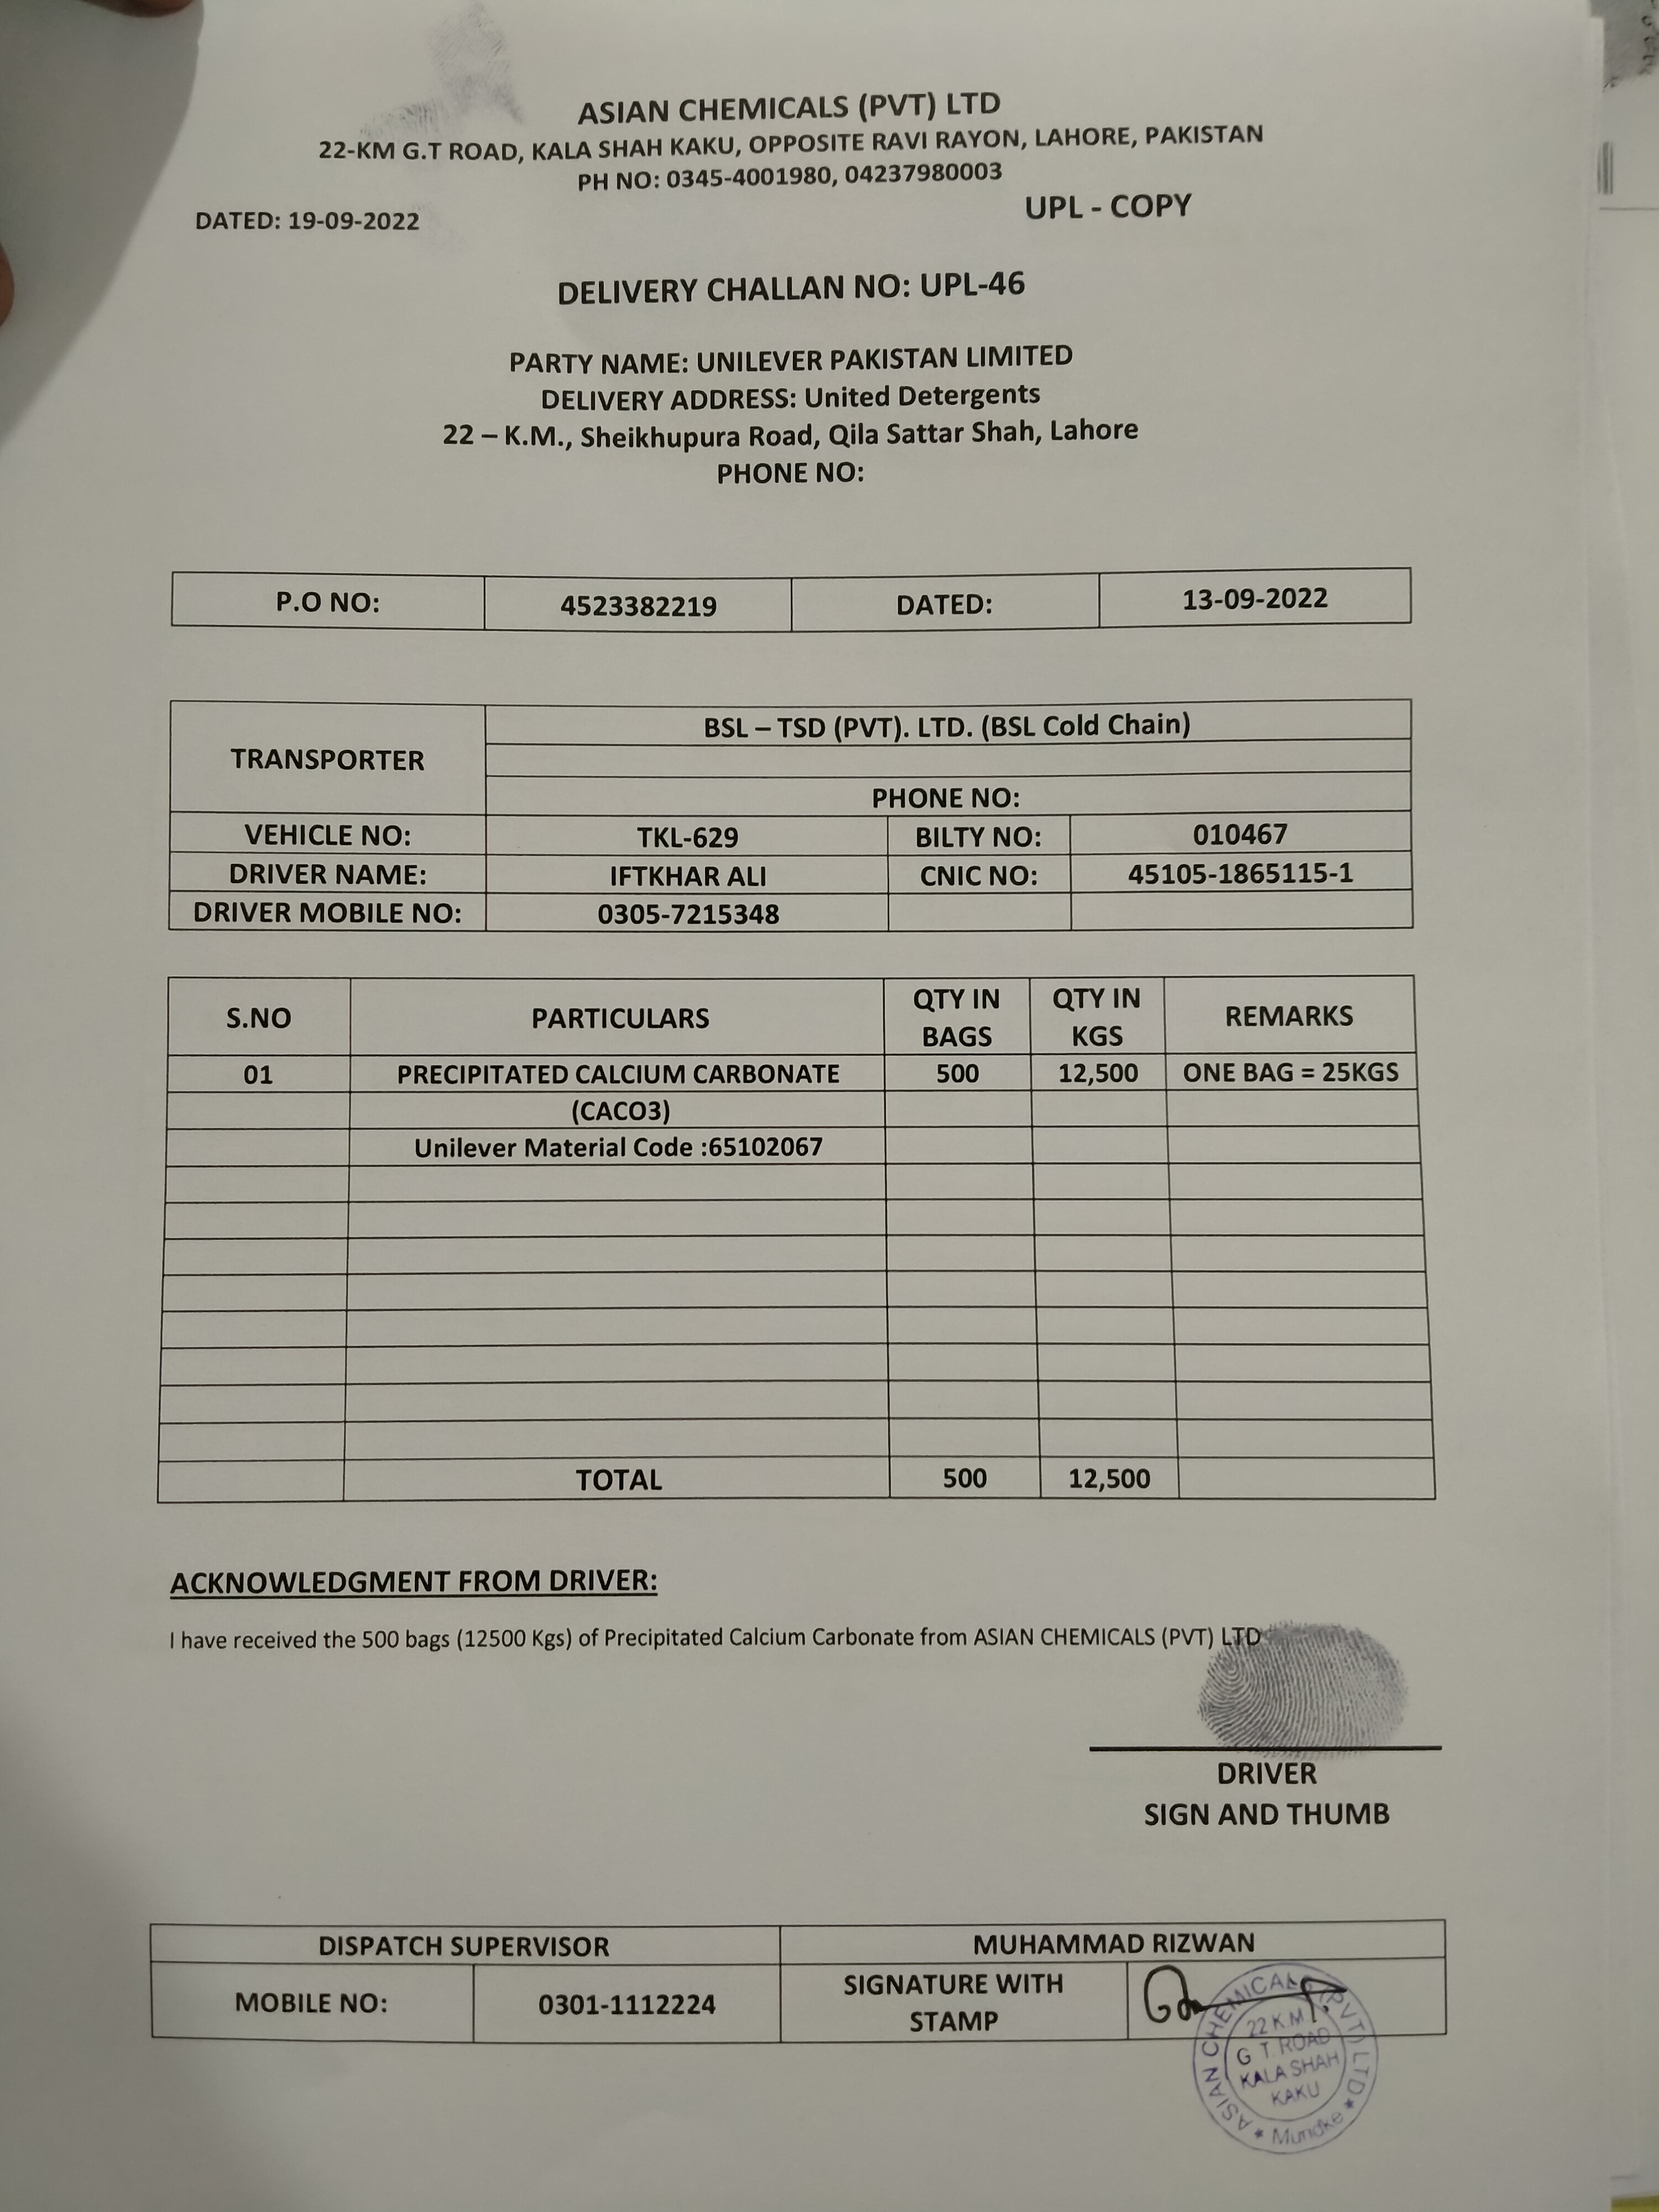 ASIAN CHEMICALS (PVT) LTD
22-KM G.T ROAD, KALA SHAH KAKU, OPPOSITE RAVI RAYON, LAHORE, PAKISTAN
PH NO: 0345-4001980, 04237980003
UPL - COPY
DATED: 19-09-2022
DELIVERY CHALLAN NO: UPL-46
PARTY NAME: UNILEVER PAKISTAN LIMITED
DELIVERY ADDRESS: United Detergents
22 – K.M., Sheikhupura Road, Qila Sattar Shah, Lahore
PHONE NO:
P.O NO: 4523382219 DATED: 13-09-2022
TRANSPORTER
BSL – TSD (PVT). LTD. (BSL Cold Chain)
PHONE NO:
VEHICLE NO: TKL-629 BILTY NO: 010467
DRIVER NAME: IFTKHAR ALI CNIC NO: 45105-1865115-1
DRIVER MOBILE NO: 0305-7215348
S.NO PARTICULARS QTY IN BAGS QTY IN KGS REMARKS
01 PRECIPITATED CALCIUM CARBONATE 500 12,500 ONE BAG = 25KGS
(CACO3)
Unilever Material Code :65102067
TOTAL 500 12,500
ACKNOWLEDGMENT FROM DRIVER:
I have received the 500 bags (12500 Kgs) of Precipitated Calcium Carbonate from ASIAN CHEMICALS (PVT) LTD
DRIVER
SIGN AND THUMB
DISPATCH SUPERVISOR MUHAMMAD RIZWAN
MOBILE NO: 0301-1112224 SIGNATURE WITH STAMP
ASIAN CHEMICALS (PVT) LTD
22 K.M
G T ROAD
KALA SHAH
KAKU